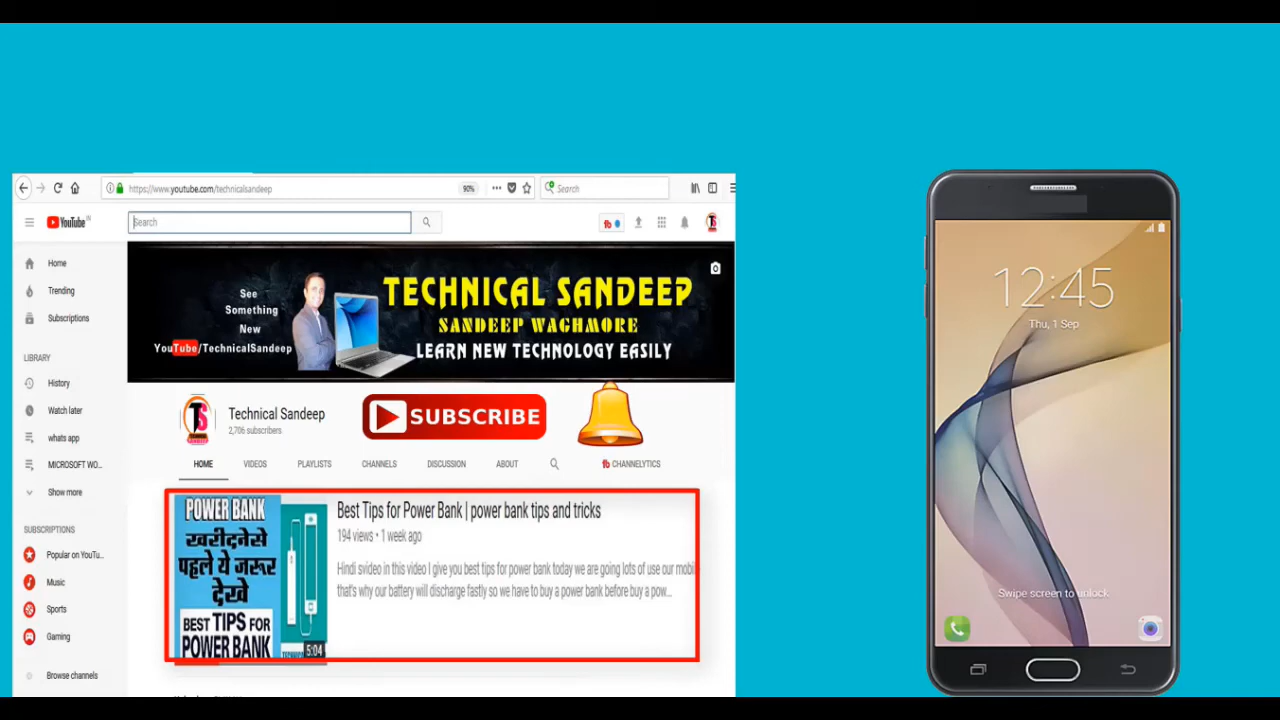 https://www.youtube.com/technicalsandeep
90%
Search
YouTube IN
Search
Home
Trending
Subscriptions
LIBRARY
History
Watch later
whats app
MICROSOFT WO...
Show more
SUBSCRIPTIONS
Popular on YouTu...
Music
Sports
Gaming
Browse channels
See
Something
New
YouTube/TechnicalSandeep
TECHNICAL SANDEEP
SANDEEP WAGHMORE
LEARN NEW TECHNOLOGY EASILY
TS
Technical Sandeep
2,706 subscribers
SUBSCRIBE
HOME VIDEOS PLAYLISTS CHANNELS DISCUSSION ABOUT CHANNELYTICS
POWER BANK
खरीदनेसे
पहले ये जरूर
देखे
BEST TIPS FOR
POWER BANK
5:04
Best Tips for Power Bank | power bank tips and tricks
194 views • 1 week ago
Hindi svideo in this video I give you best tips for power bank today we are going lots of use our mobil
that's why our battery will discharge fastly so we have to buy a power bank before buy a pow...
12:45
Thu, 1 Sep
Swipe screen to unlock